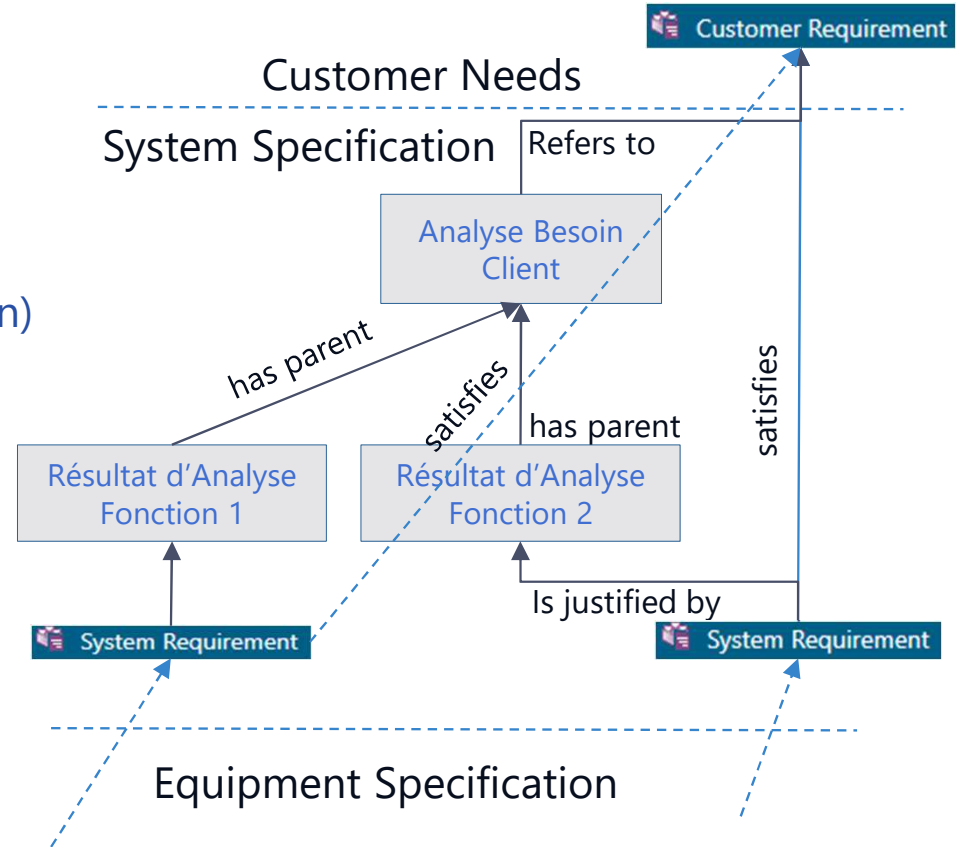 Customer Requirement
Customer Needs
System Specification
Refers to
Analyse Besoin
Client
n)
has parent
satisfies
satisfies
has parent
Résultat d’Analyse
Fonction 1
Résultat d’Analyse
Fonction 2
Is justified by
System Requirement
System Requirement
Equipment Specification